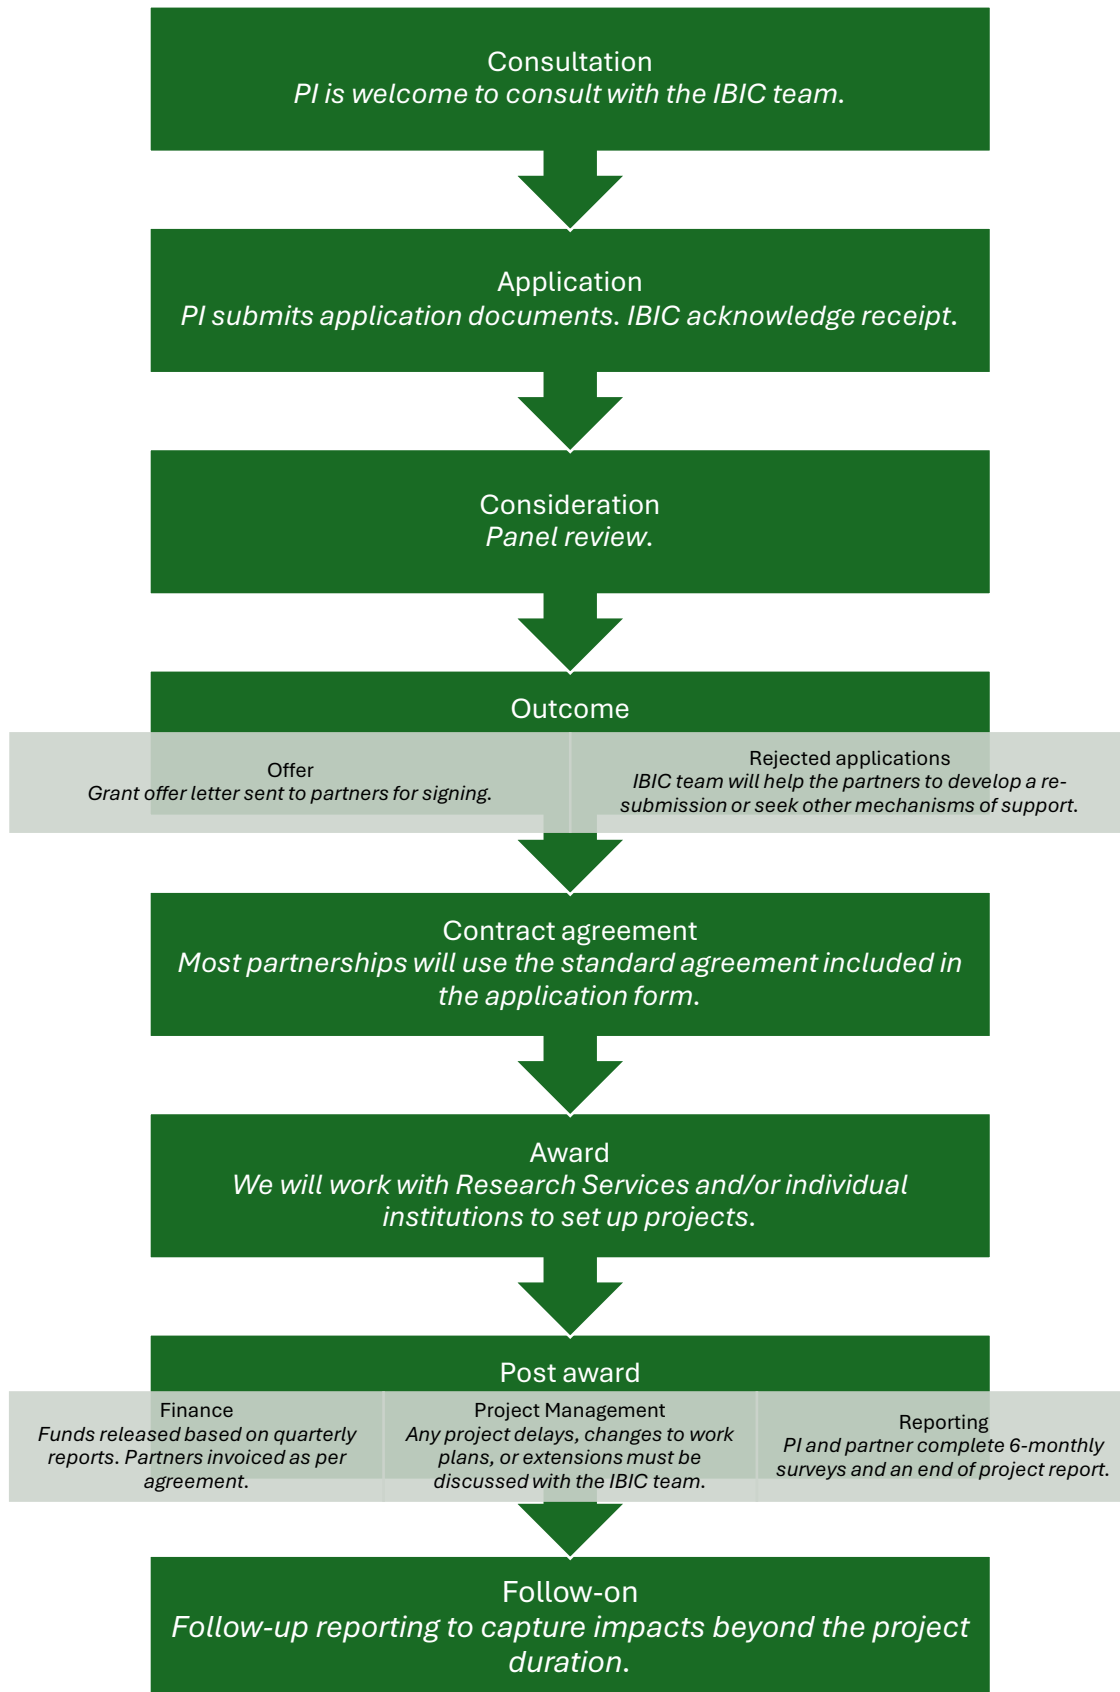 Consultation
PI is welcome to consult with the IBIC team.
Application
PI submits application documents. IBIC acknowledge receipt.
Consideration
Panel review.
Outcome
Offer
Grant offer letter sent to partners for signing.
Rejected applications
IBIC team will help the partners to develop a re-
submission or seek other mechanisms of support.
Contract agreement
Most partnerships will use the standard agreement included in
the application form.
Award
We will work with Research Services and/or individual
institutions to set up projects.
Post award
Finance
Funds released based on quarterly
reports. Partners invoiced as per
agreement.
Project Management
Any project delays, changes to work
plans, or extensions must be
discussed with the IBIC team.
Reporting
PI and partner complete 6-monthly
surveys and an end of project report.
Follow-on
Follow-up reporting to capture impacts beyond the project
duration.